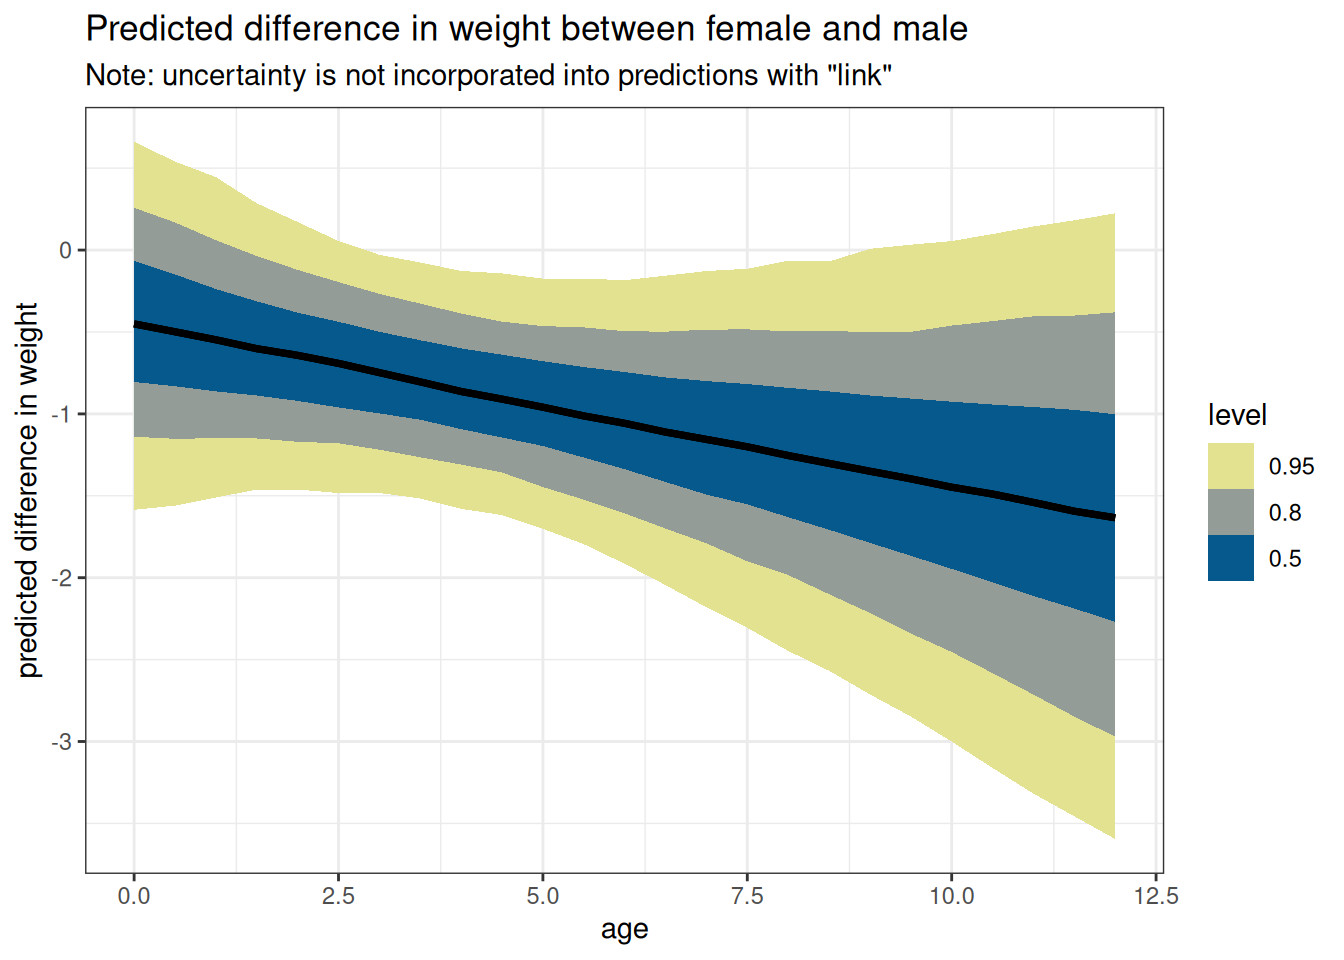 Predicted difference in weight between female and male
Note: uncertainty is not incorporated into predictions with "link"
predicted difference in weight
0
-1
-2
-3
0.0 2.5 5.0 7.5 10.0 12.5
age
level
0.95
0.8
0.5